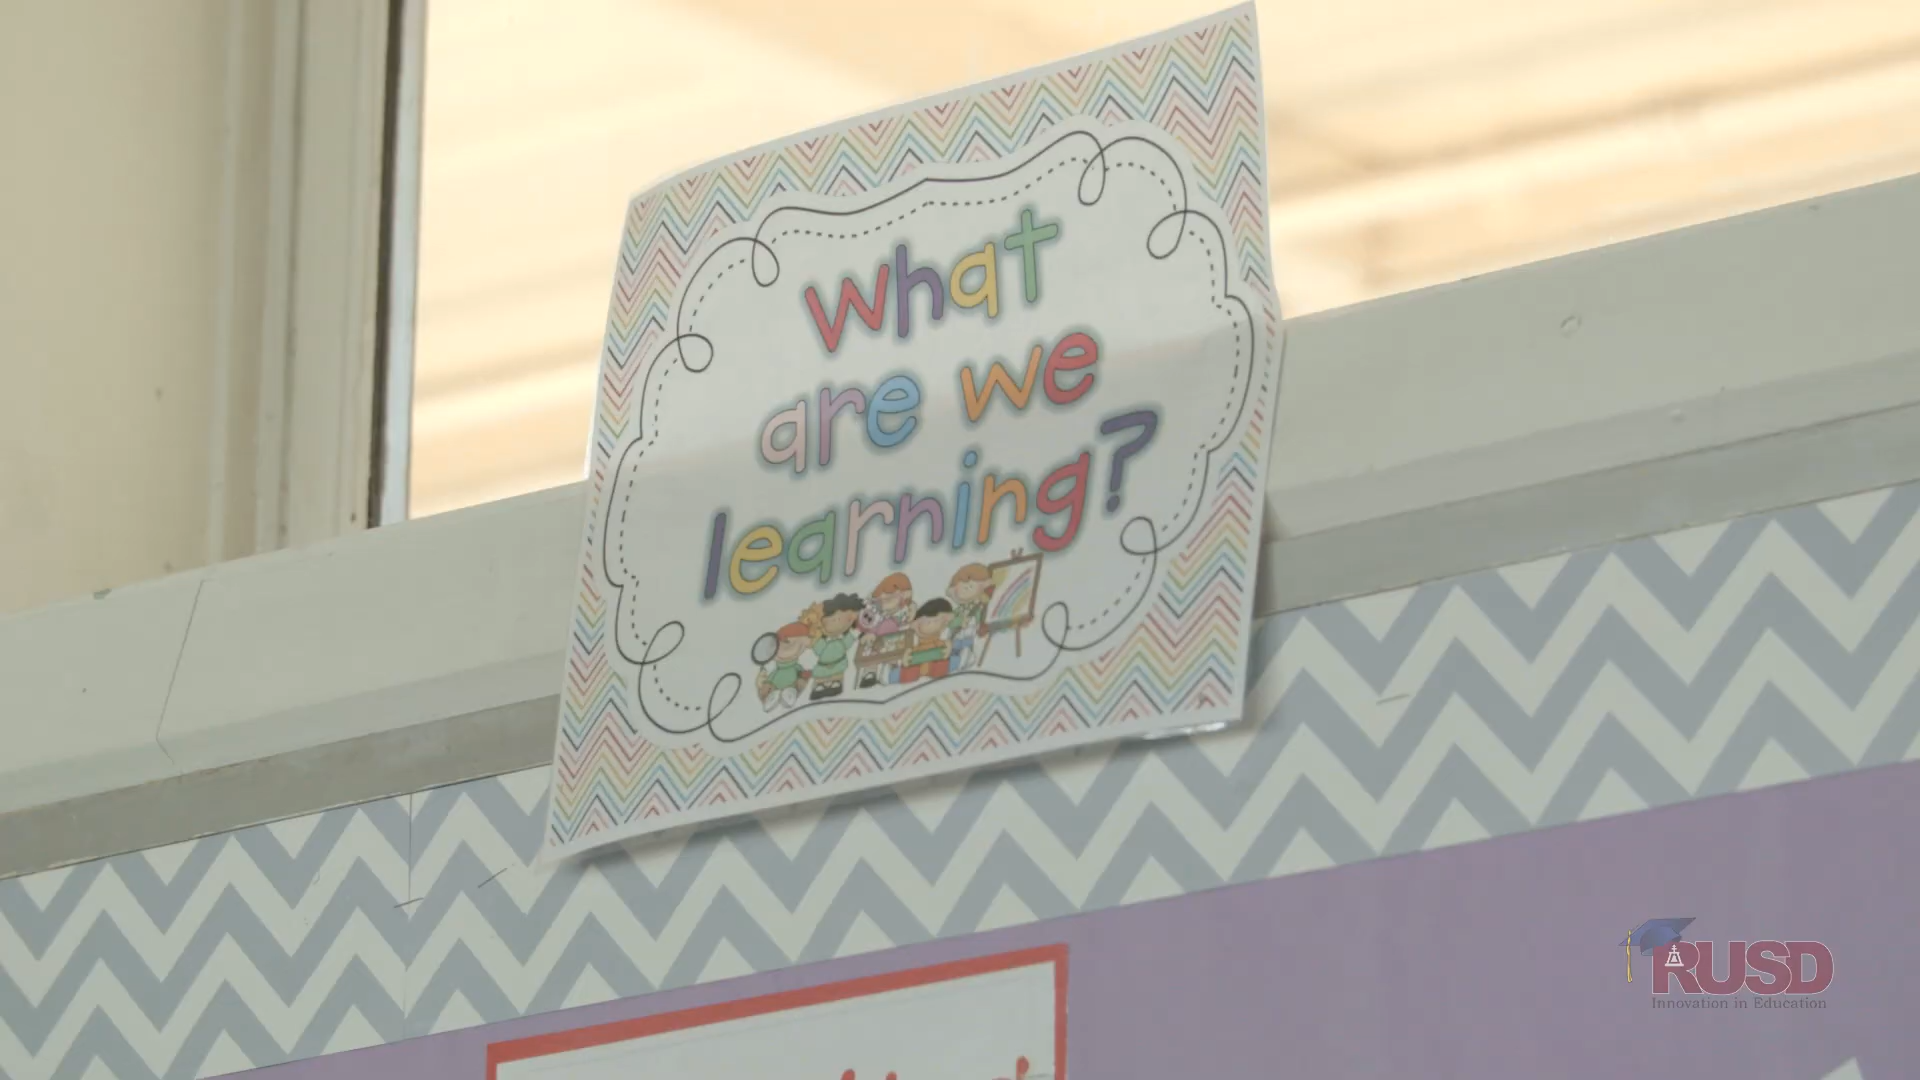 What
are we
learning?
RUSD
Innovation in Education